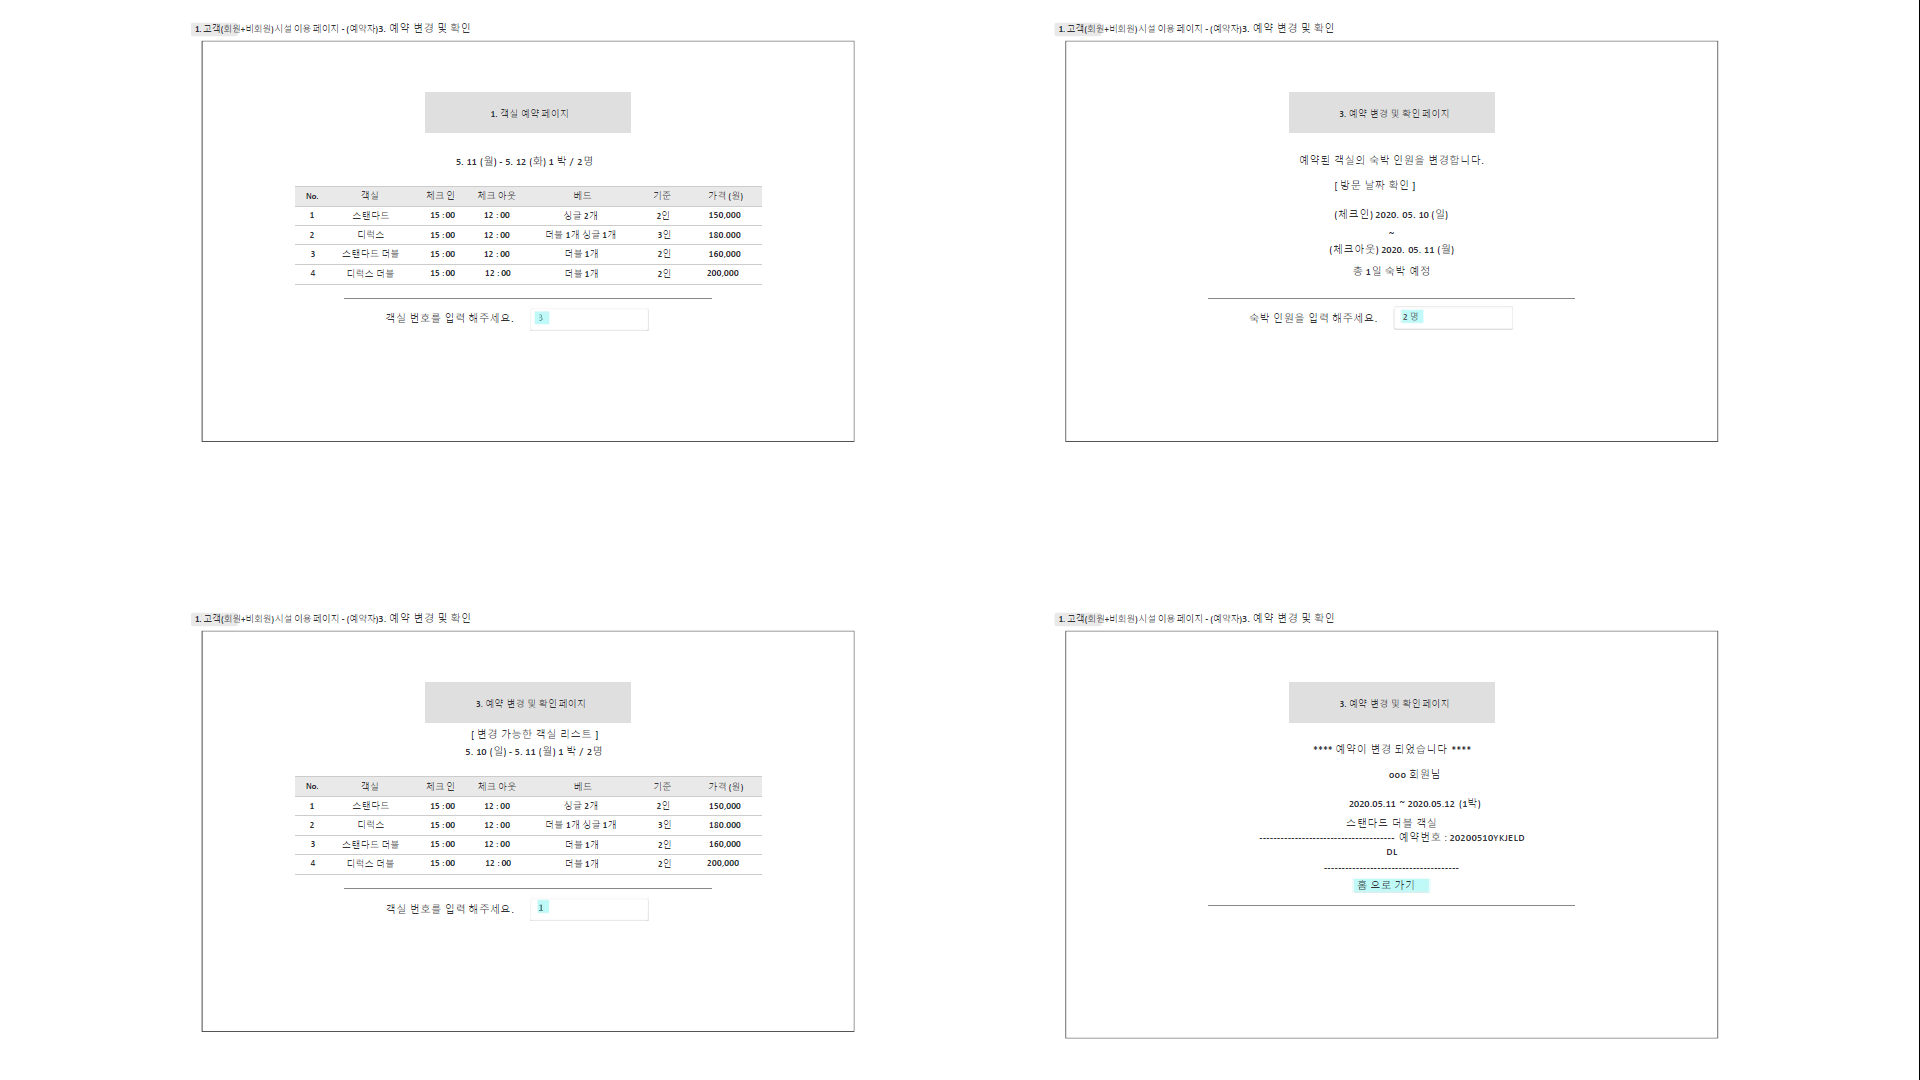 1. 고객(회원+비회원)시설 이용 페이지 - (예약자)3. 예약 변경 및 확인
1. 객실 예약 페이지
5. 11 (월) - 5. 12 (화) 1 박 / 2명
No. 객실 체크인 체크 아웃 베드 기준 가격 (원)
1 스탠다드 15 : 00 12 : 00 싱글 2개 2인 150,000
2 디럭스 15 : 00 12 : 00 더블 1개 싱글 1개 3인 180.000
3 스탠다드 더블 15 : 00 12 : 00 더블 1개 2인 160,000
4 디럭스 더블 15 : 00 12 : 00 더블 1개 2인 200,000
객실 번호를 입력 해주세요. 3
1. 고객(회원+비회원)시설 이용 페이지 - (예약자)3. 예약 변경 및 확인
3. 예약 변경 및 확인 페이지
예약된 객실의 숙박 인원을 변경합니다.
[ 방문 날짜 확인 ]
(체크인) 2020. 05. 10 (일)
~
(체크아웃) 2020. 05. 11 (월)
총 1일 숙박 예정
숙박 인원을 입력 해주세요. 2 명
1. 고객(회원+비회원)시설 이용 페이지 - (예약자)3. 예약 변경 및 확인
3. 예약 변경 및 확인 페이지
[ 변경 가능한 객실 리스트 ]
5. 10 (일) - 5. 11 (월) 1 박 / 2명
No. 객실 체크인 체크 아웃 베드 기준 가격 (원)
1 스탠다드 15 : 00 12 : 00 싱글 2개 2인 150,000
2 디럭스 15 : 00 12 : 00 더블 1개 싱글 1개 3인 180.000
3 스탠다드 더블 15 : 00 12 : 00 더블 1개 2인 160,000
4 디럭스 더블 15 : 00 12 : 00 더블 1개 2인 200,000
객실 번호를 입력 해주세요. 1
1. 고객(회원+비회원)시설 이용 페이지 - (예약자)3. 예약 변경 및 확인
3. 예약 변경 및 확인 페이지
**** 예약이 변경 되었습니다 ****
ooo 회원님
2020.05.11 ~ 2020.05.12 (1박)
스탠다드 더블 객실
-------------------------------------- 예약번호 : 20200510YKJELD
DL
--------------------------------------
홈 으로 가기